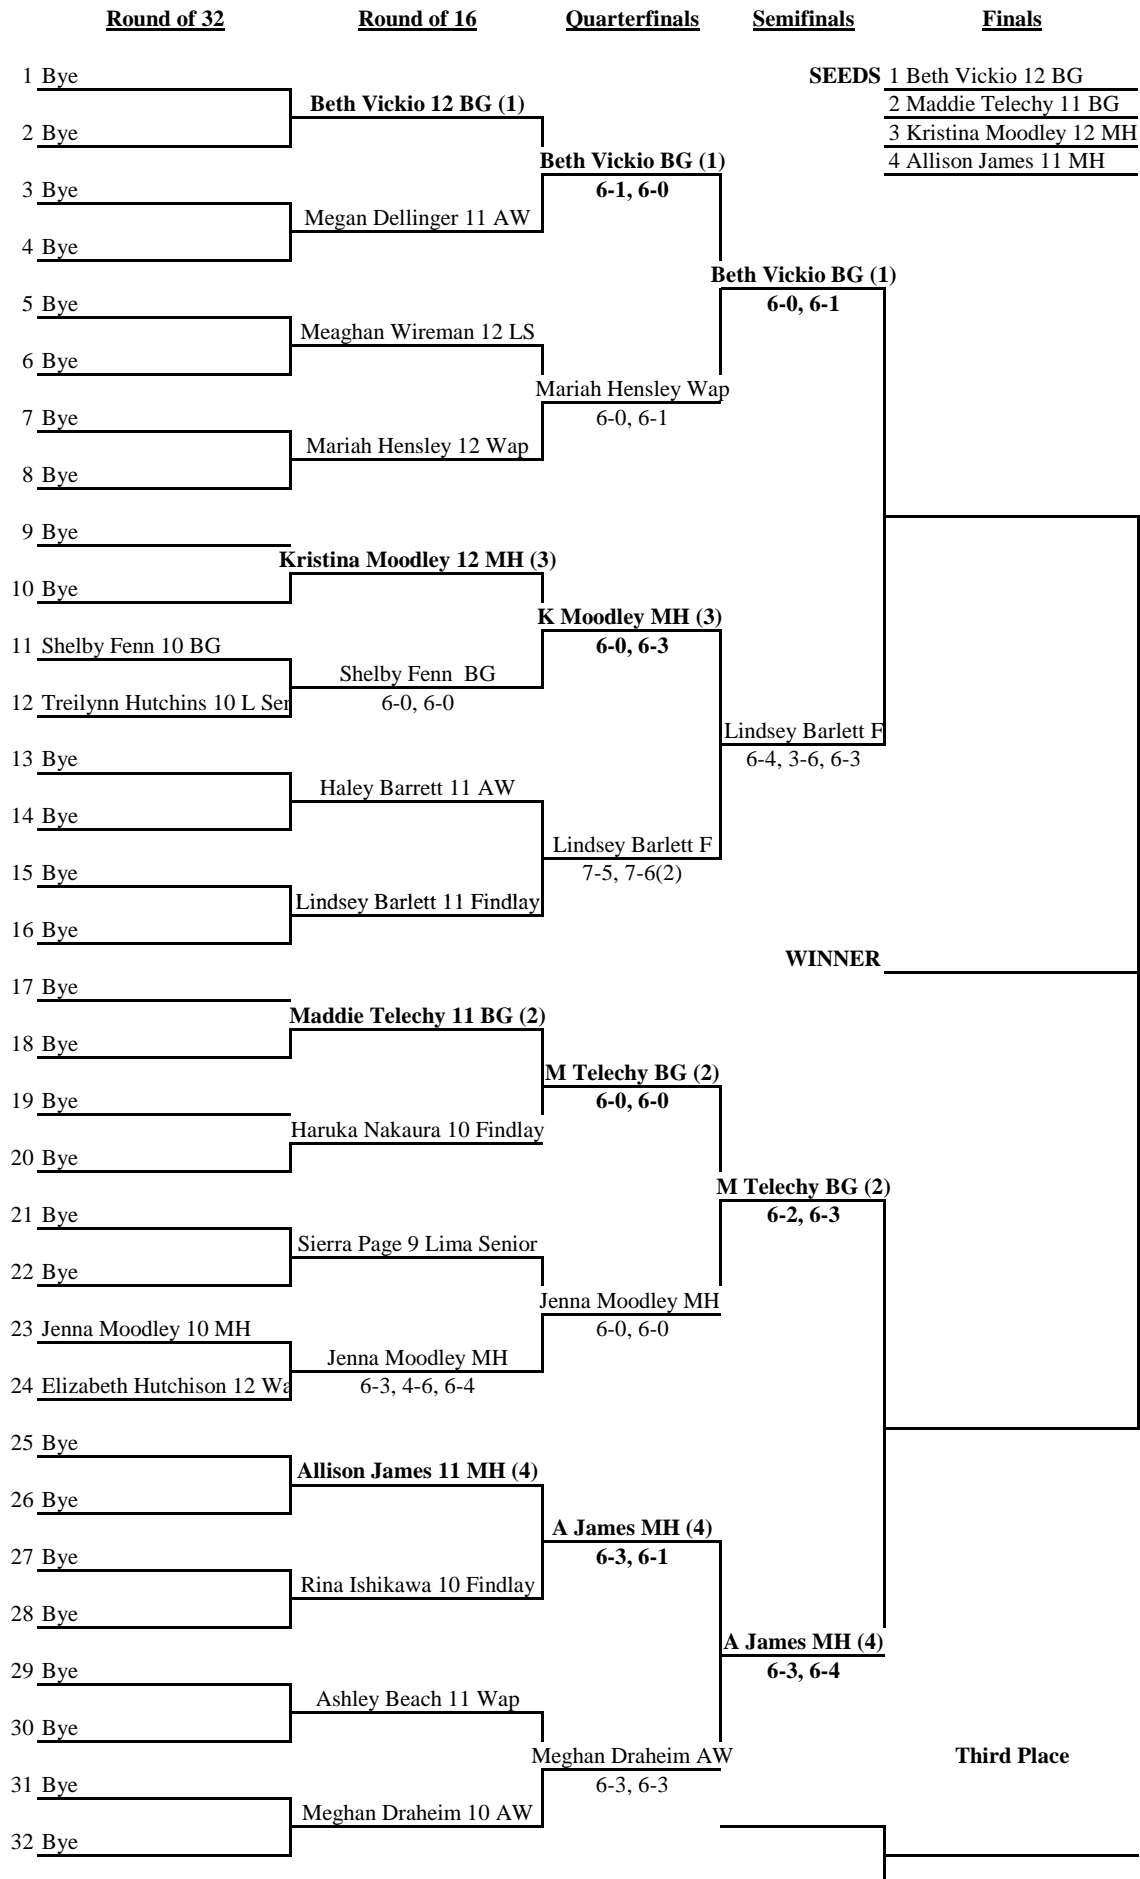 Round of 32 Round of 16 Quarterfinals Semifinals Finals
1 Bye SEEDS 1 Beth Vickio 12 BG
Beth Vickio 12 BG (1) 2 Maddie Telechy 11 BG
2 Bye 3 Kristina Moodley 12 MH
Beth Vickio BG (1) 4 Allison James 11 MH
3 Bye 6-1, 6-0
Megan Dellinger 11 AW
4 Bye
Beth Vickio BG (1)
5 Bye 6-0, 6-1
Meaghan Wireman 12 LS
6 Bye
Mariah Hensley Wap
7 Bye 6-0, 6-1
Mariah Hensley 12 Wap
8 Bye
9 Bye
Kristina Moodley 12 MH (3)
10 Bye
K Moodley MH (3)
11 Shelby Fenn 10 BG 6-0, 6-3
Shelby Fenn BG
12 Treilynn Hutchins 10 L Sen 6-0, 6-0
Lindsey Barlett F
13 Bye 6-4, 3-6, 6-3
Haley Barrett 11 AW
14 Bye
Lindsey Barlett F
15 Bye 7-5, 7-6(2)
Lindsey Barlett 11 Findlay
16 Bye
WINNER
17 Bye
Maddie Telechy 11 BG (2)
18 Bye
M Telechy BG (2)
19 Bye 6-0, 6-0
Haruka Nakaura 10 Findlay
20 Bye
M Telechy BG (2)
21 Bye 6-2, 6-3
Sierra Page 9 Lima Senior
22 Bye
Jenna Moodley MH
23 Jenna Moodley 10 MH 6-0, 6-0
Jenna Moodley MH
24 Elizabeth Hutchison 12 Wa 6-3, 4-6, 6-4
25 Bye
Allison James 11 MH (4)
26 Bye
A James MH (4)
27 Bye 6-3, 6-1
Rina Ishikawa 10 Findlay
28 Bye
A James MH (4)
29 Bye 6-3, 6-4
Ashley Beach 11 Wap
30 Bye
Meghan Draheim AW Third Place
31 Bye 6-3, 6-3
Meghan Draheim 10 AW
32 Bye